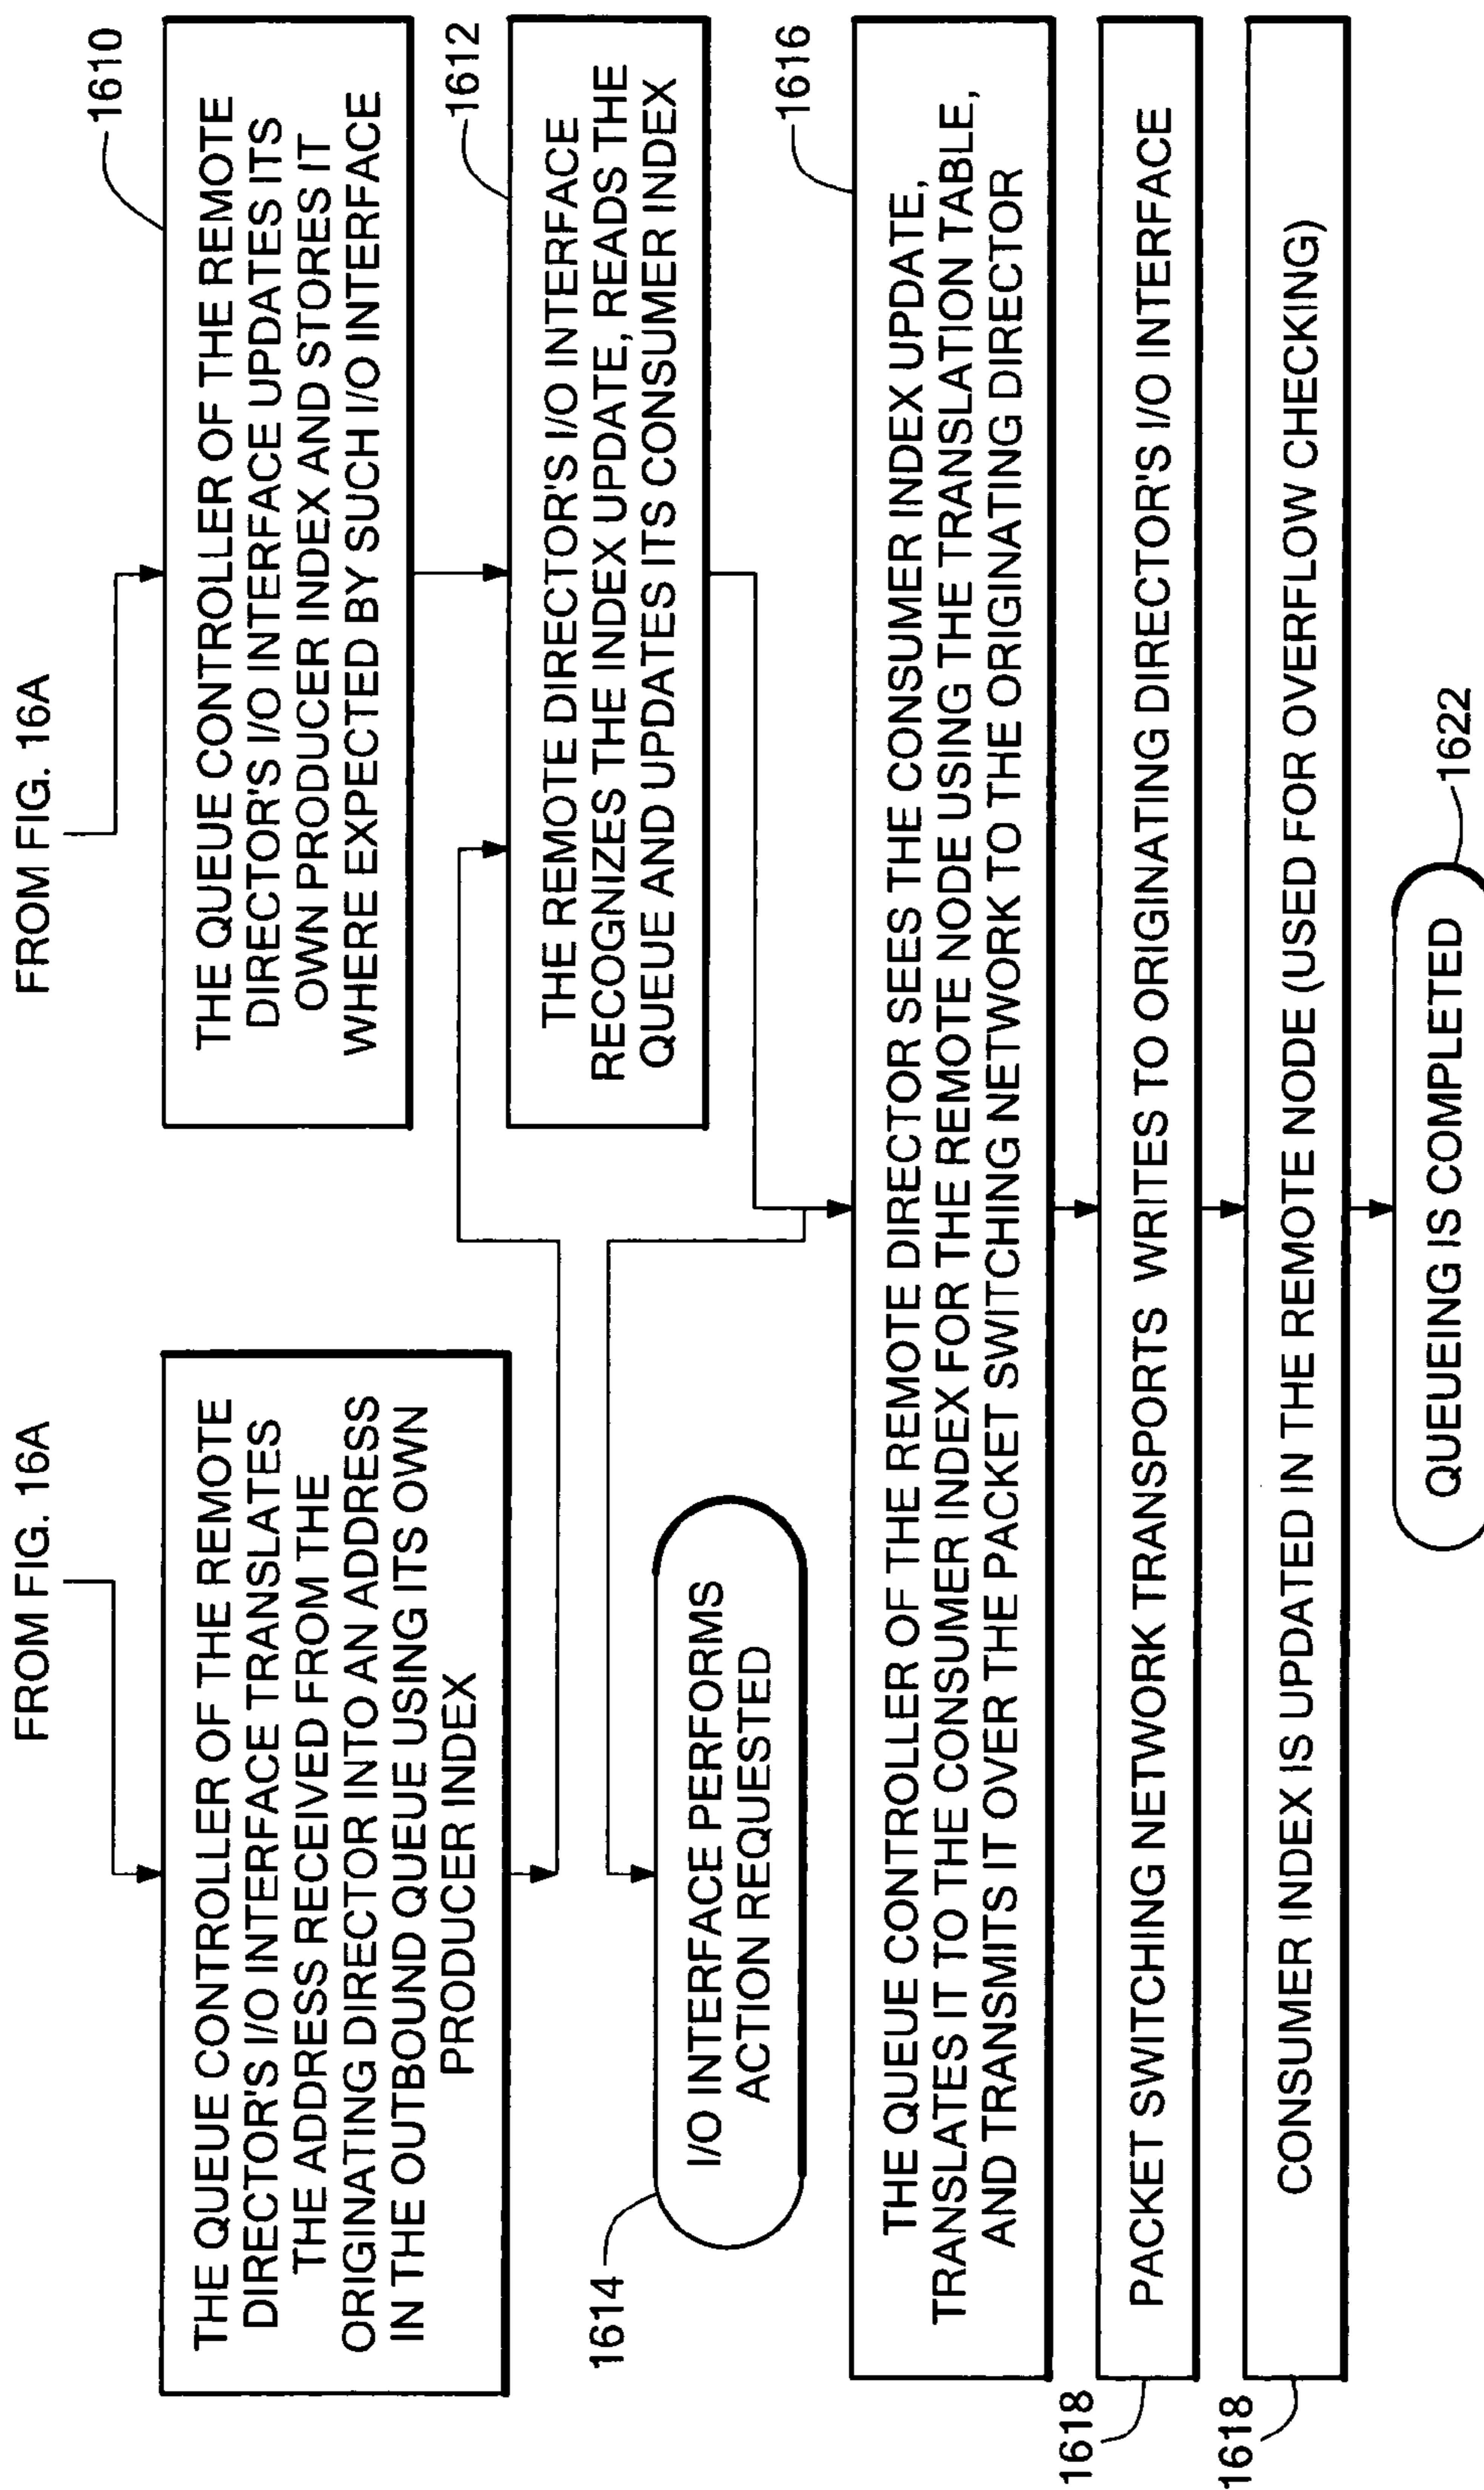 FROM FIG. 16A
THE QUEUE CONTROLLER OF THE REMOTE
DIRECTOR'S I/O INTERFACE TRANSLATES
THE ADDRESS RECEIVED FROM THE
ORIGINATING DIRECTOR INTO AN ADDRESS
IN THE OUTBOUND QUEUE USING ITS OWN
PRODUCER INDEX
FROM FIG. 16A
1610
THE QUEUE CONTROLLER OF THE REMOTE
DIRECTOR'S I/O INTERFACE UPDATES ITS
OWN PRODUCER INDEX AND STORES IT
WHERE EXPECTED BY SUCH I/O INTERFACE
1612
THE REMOTE DIRECTOR'S I/O INTERFACE
RECOGNIZES THE INDEX UPDATE, READS THE
QUEUE AND UPDATES ITS CONSUMER INDEX
1614
I/O INTERFACE PERFORMS
ACTION REQUESTED
1616
THE QUEUE CONTROLLER OF THE REMOTE DIRECTOR SEES THE CONSUMER INDEX UPDATE,
TRANSLATES IT TO THE CONSUMER INDEX FOR THE REMOTE NODE USING THE TRANSLATION TABLE,
AND TRANSMITS IT OVER THE PACKET SWITCHING NETWORK TO THE ORIGINATING DIRECTOR
1618
PACKET SWITCHING NETWORK TRANSPORTS WRITES TO ORIGINATING DIRECTOR'S I/O INTERFACE
1618
CONSUMER INDEX IS UPDATED IN THE REMOTE NODE (USED FOR OVERFLOW CHECKING)
QUEUEING IS COMPLETED
1622